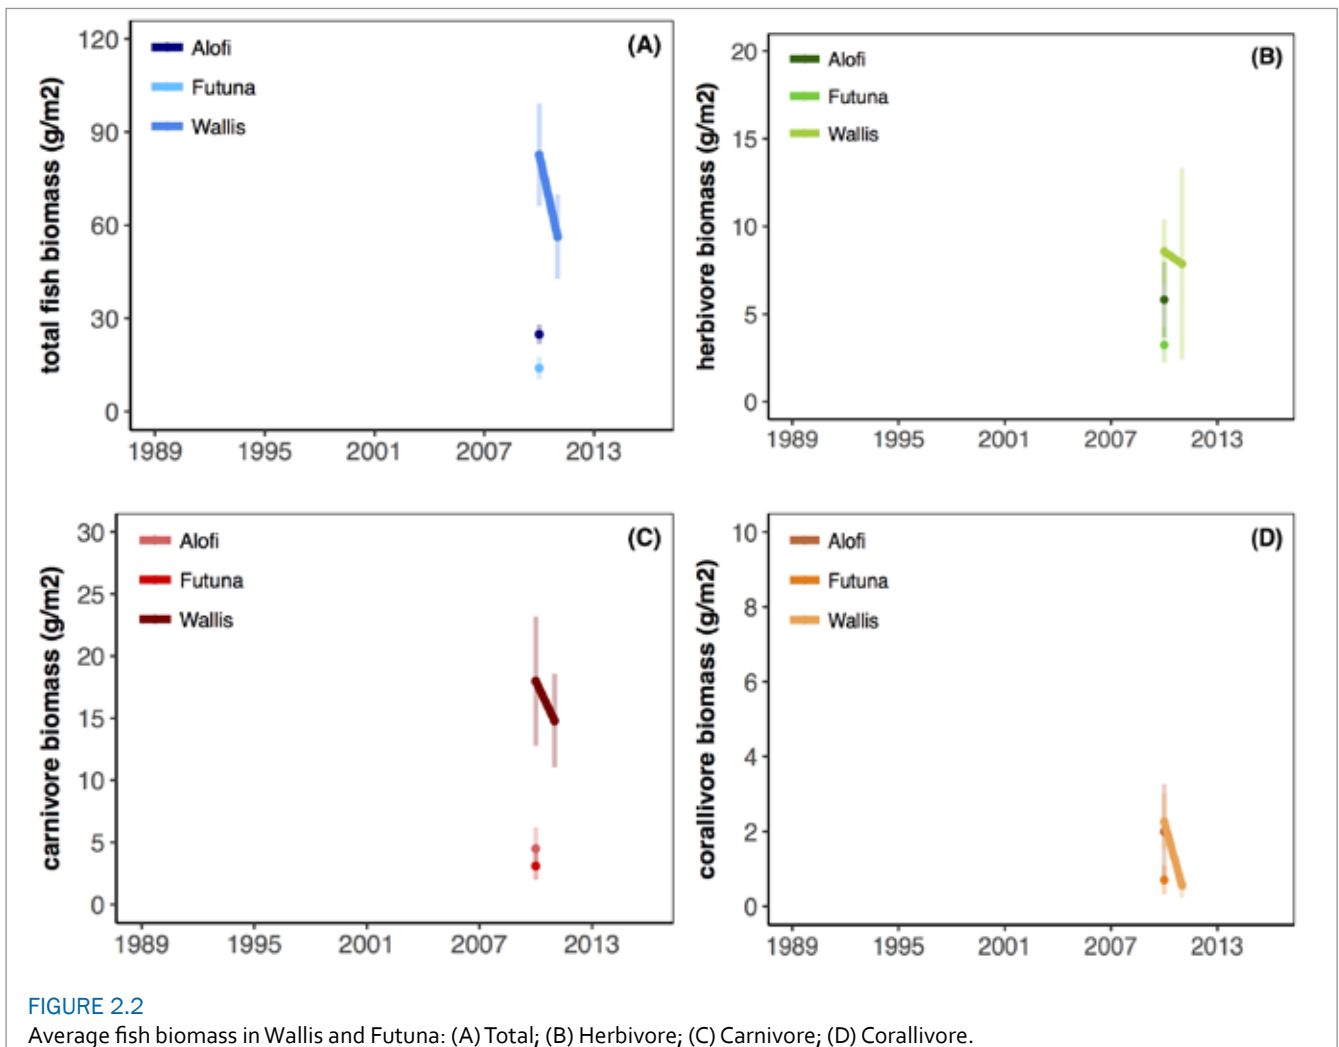 total fish biomass (g/m2)
120
90
60
30
0
Alofi
Futuna
Wallis
(A)
1989 1995 2001 2007 2013
herbivore biomass (g/m2)
20
15
10
5
0
Alofi
Futuna
Wallis
(B)
1989 1995 2001 2007 2013
carnivore biomass (g/m2)
30
25
20
15
10
5
0
Alofi
Futuna
Wallis
(C)
1989 1995 2001 2007 2013
corallivore biomass (g/m2)
10
8
6
4
2
0
Alofi
Futuna
Wallis
(D)
1989 1995 2001 2007 2013
FIGURE 2.2
Average fish biomass in Wallis and Futuna: (A) Total; (B) Herbivore; (C) Carnivore; (D) Corallivore.